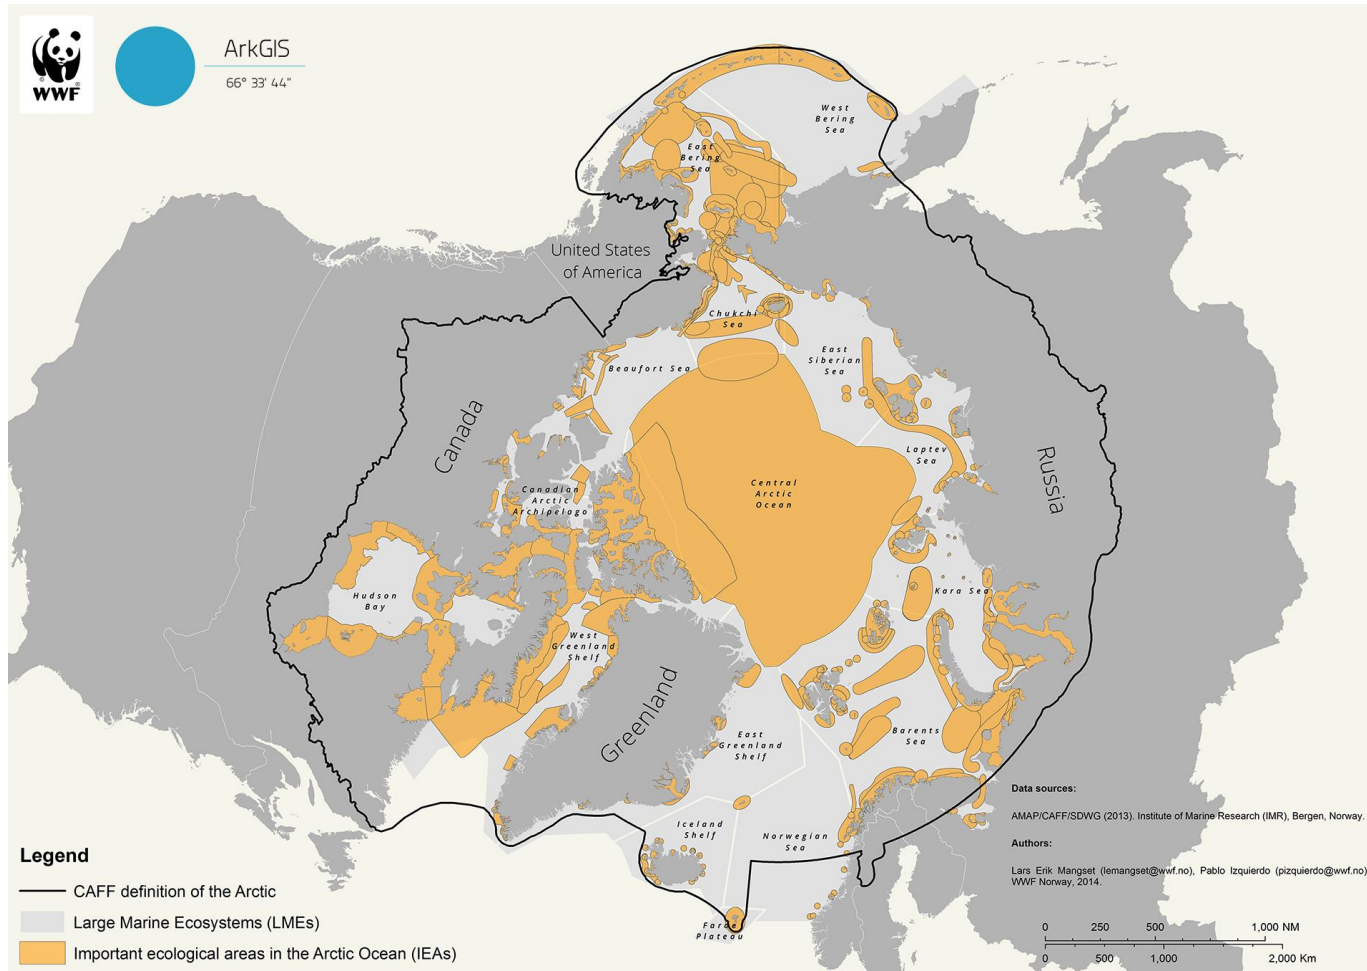 WWF
ArkGIS
66° 33' 44"
West
Bering
Sea
East
Bering
Sea
United States
of America
Chukchi
Sea
East
Siberian
Sea
Beaufort Sea
Canada
Laptev
Sea
Russia
Central
Arctic
Ocean
Canadian
Arctic
Archipelago
Hudson
Bay
Kara Sea
West
Greenland
Shelf
Greenland
East
Greenland
Shelf
Barents
Sea
Iceland
Shelf
Norwegian
Sea
Faroe
Plateau
Data sources:
AMAP/CAFF/SDWG (2013). Institute of Marine Research (IMR), Bergen, Norway.
Authors:
Lars Erik Mangset (lemangset@wwf.no), Pablo Izquierdo (pizquierdo@wwf.no)
WWF Norway, 2014.
Legend
CAFF definition of the Arctic
Large Marine Ecosystems (LMEs)
Important ecological areas in the Arctic Ocean (IEAs)
0 250 500 1,000 NM
0 500 1,000 2,000 Km